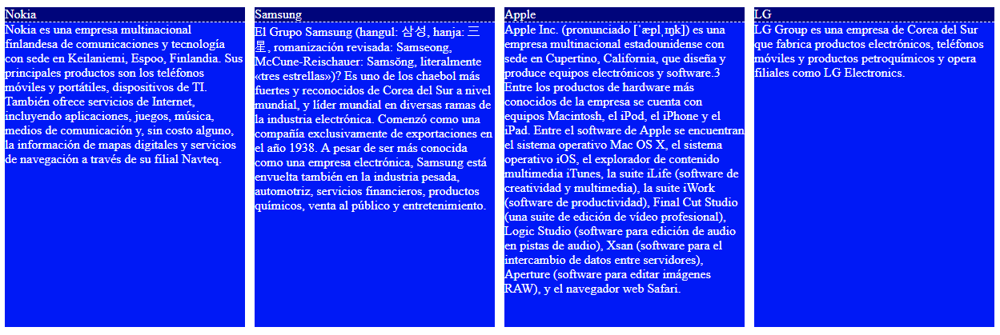 Nokia
Nokia es una empresa multinacional
finlandesa de comunicaciones y tecnología
con sede en Keilaniemi, Espoo, Finlandia. Sus
principales productos son los teléfonos
móviles y portátiles, dispositivos de TI.
También ofrece servicios de Internet,
incluyendo aplicaciones, juegos, música,
medios de comunicación y, sin costo alguno,
la información de mapas digitales y servicios
de navegación a través de su filial Navteq.
Samsung
El Grupo Samsung (hangul: 삼성, hanja: 三
星, romanización revisada: Samseong,
McCune-Reischauer: Samsŏng, literalmente
«tres estrellas»)? Es uno de los chaebol más
fuertes y reconocidos de Corea del Sur a nivel
mundial, y líder mundial en diversas ramas de
la industria electrónica. Comenzó como una
compañía exclusivamente de exportaciones en
el año 1938. A pesar de ser más conocida
como una empresa electrónica, Samsung está
envuelta también en la industria pesada,
automotriz, servicios financieros, productos
químicos, venta al público y entretenimiento.
Apple
Apple Inc. (pronunciado [ˈæplˌɪŋk]) es una
empresa multinacional estadounidense con
sede en Cupertino, California, que diseña y
produce equipos electrónicos y software.3
Entre los productos de hardware más
conocidos de la empresa se cuenta con
equipos Macintosh, el iPod, el iPhone y el
iPad. Entre el software de Apple se encuentran
el sistema operativo Mac OS X, el sistema
operativo iOS, el explorador de contenido
multimedia iTunes, la suite iLife (software de
creatividad y multimedia), la suite iWork
(software de productividad), Final Cut Studio
(una suite de edición de vídeo profesional),
Logic Studio (software para edición de audio
en pistas de audio), Xsan (software para el
intercambio de datos entre servidores),
Aperture (software para editar imágenes
RAW), y el navegador web Safari.
LG
LG Group es una empresa de Corea del Sur
que fabrica productos electrónicos, teléfonos
móviles y productos petroquímicos y opera
filiales como LG Electronics.